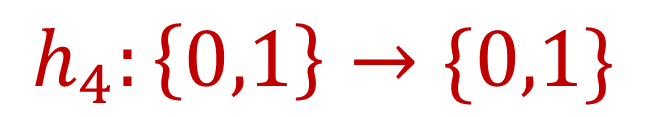 h₄: {0,1} → {0,1}